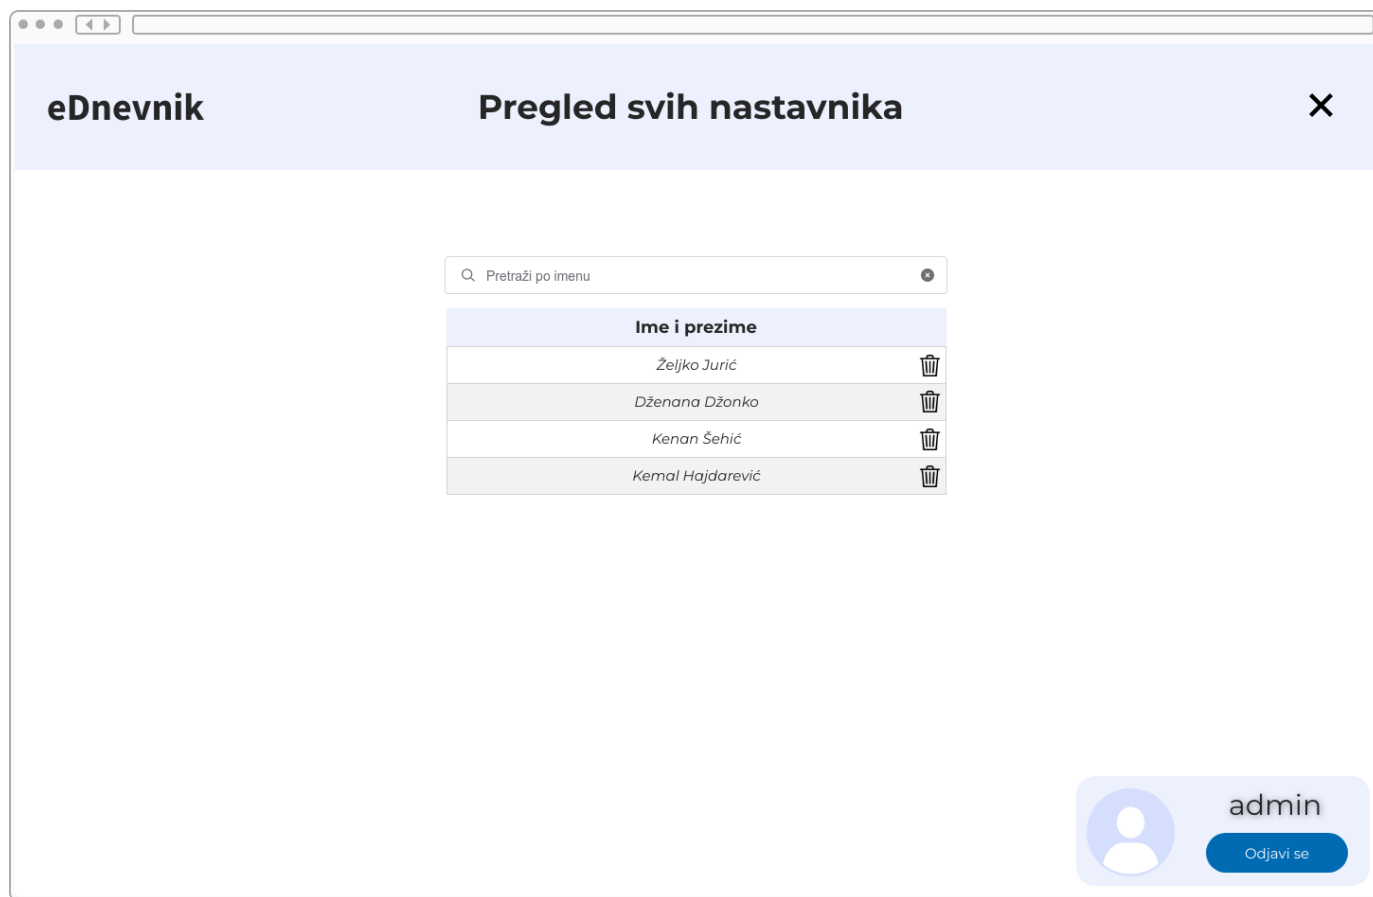 eDnevnik
Pregled svih nastavnika
Pretraži po imenu
Ime i prezime
Željko Jurić
Dženana Džonko
Kenan Šehić
Kemal Hajdarević
admin
Odjavi se